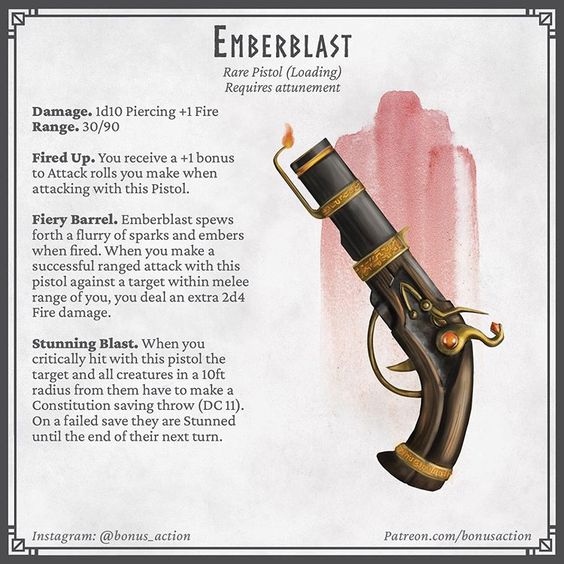 Emberblast
Rare Pistol (Loading)
Requires attunement
Damage. 1d10 Piercing +1 Fire
Range. 30/90
Fired Up. You receive a +1 bonus
to Attack rolls you make when
attacking with this Pistol.
Fiery Barrel. Emberblast spews
forth a flurry of sparks and embers
when fired. When you make a
successful ranged attack with this
pistol against a target within melee
range of you, you deal an extra 2d4
Fire damage.
Stunning Blast. When you
critically hit with this pistol the
target and all creatures in a 10ft
radius from them have to make a
Constitution saving throw (DC 11).
On a failed save they are Stunned
until the end of their next turn.
Instagram: @bonus_action
Patreon.com/bonusaction